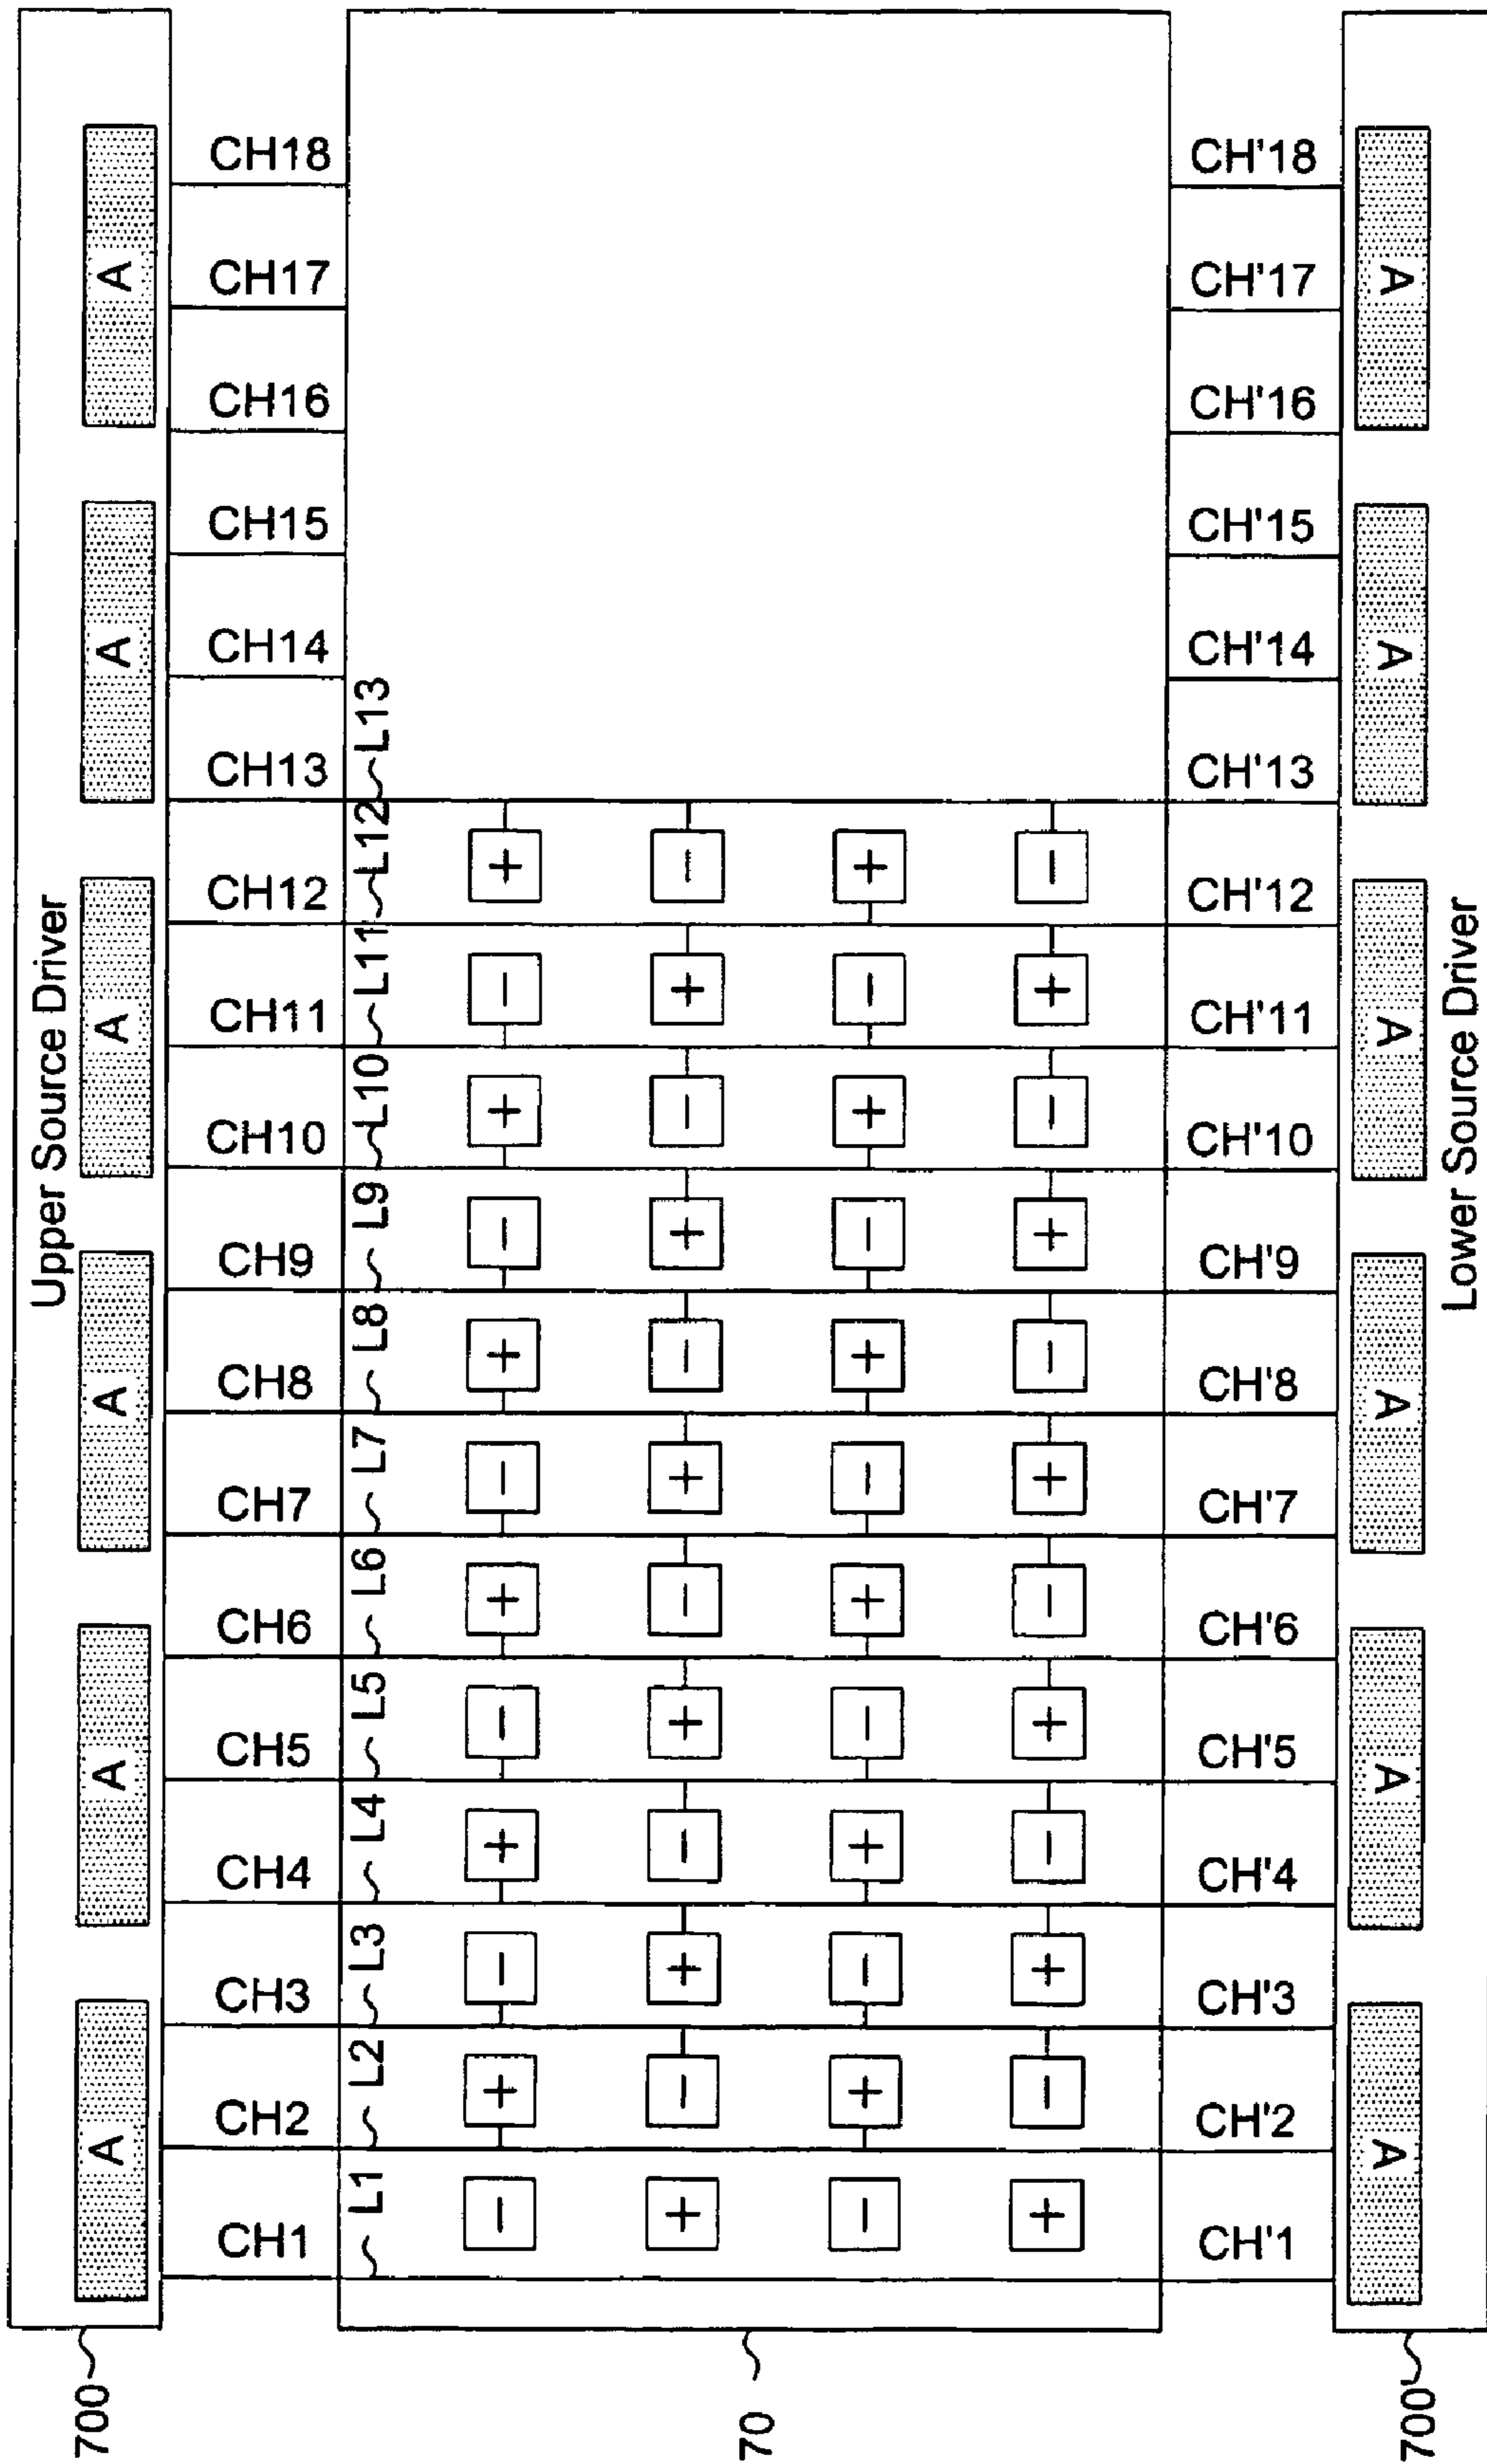 Upper Source Driver
700
A A A A A A
CH1 CH2 CH3 CH4 CH5 CH6 CH7 CH8 CH9 CH10 CH11 CH12 CH13 CH14 CH15 CH16 CH17 CH18
L1 L2 L3 L4 L5 L6 L7 L8 L9 L10 L11 L12 L13
− + − + − + − + − + − +
+ − + − + − + − + − + −
70
− + − + − + − + − + − +
+ − + − + − + − + − + −
CH'1 CH'2 CH'3 CH'4 CH'5 CH'6 CH'7 CH'8 CH'9 CH'10 CH'11 CH'12 CH'13 CH'14 CH'15 CH'16 CH'17 CH'18
A A A A A A
700'
Lower Source Driver